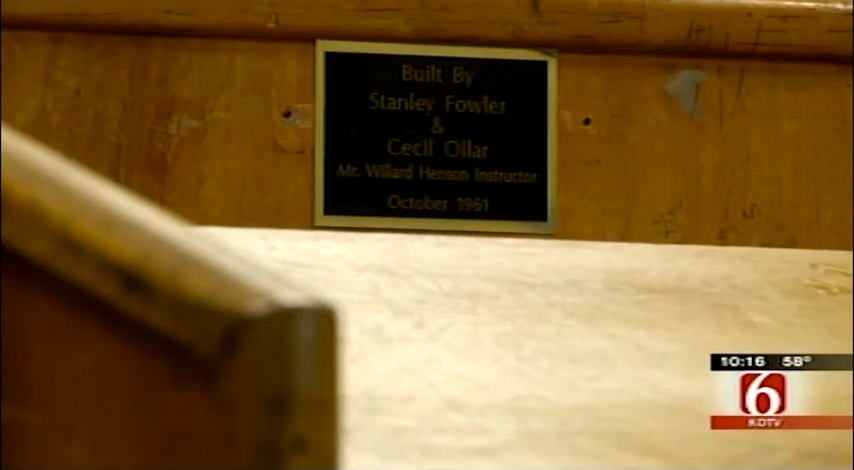 Built By
Stanley Fowler
&
Cecil Ollar
Mr. Willard Henson Instructor
October 1961
10:16 58°
6
KOTV